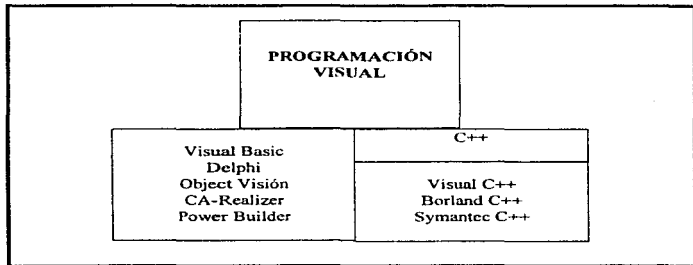 PROGRAMACIÓN
VISUAL
Visual Basic
Delphi
Object Visión
CA-Realizer
Power Builder
C++
Visual C++
Borland C++
Symantec C++